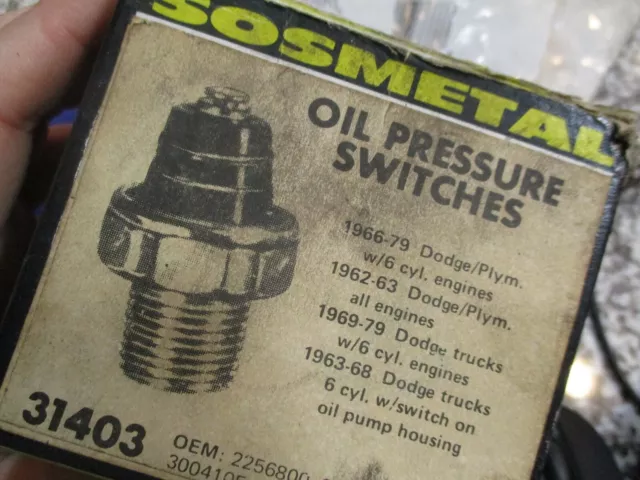 SOSMETAL
OIL PRESSURE
SWITCHES
1966-79 Dodge/Plym.
w/6 cyl. engines
1962-63 Dodge/Plym.
all engines
1969-79 Dodge trucks
w/6 cyl. engines
1963-68 Dodge trucks
6 cyl. w/switch on
oil pump housing
31403
OEM: 2256800